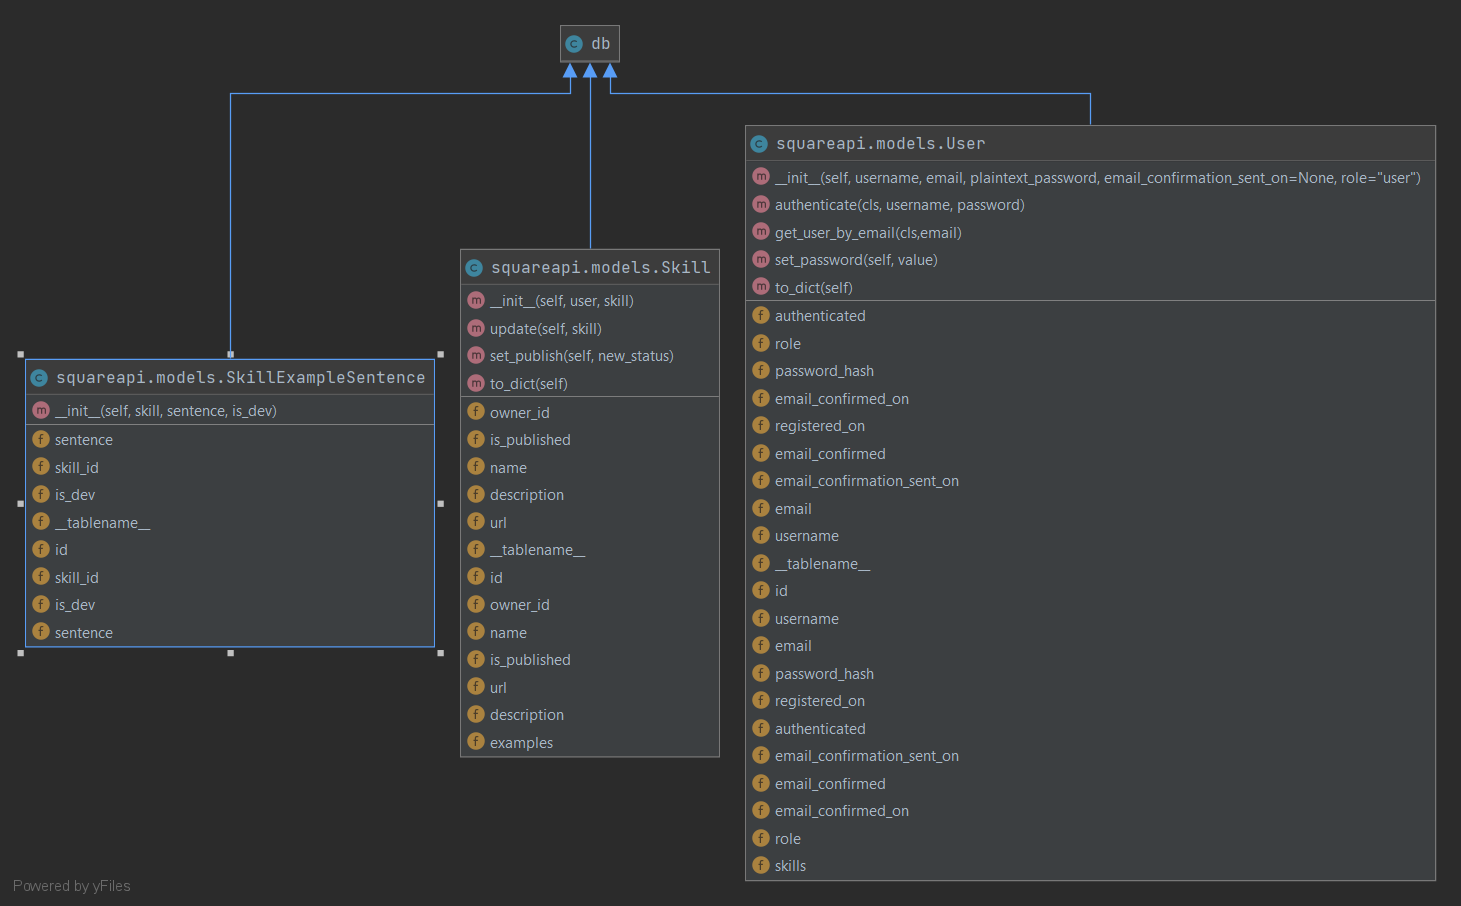 db
squareapi.models.User
__init__(self, username, email, plaintext_password, email_confirmation_sent_on=None, role="user")
authenticate(cls, username, password)
get_user_by_email(cls,email)
set_password(self, value)
to_dict(self)
authenticated
role
password_hash
email_confirmed_on
registered_on
email_confirmed
email_confirmation_sent_on
email
username
__tablename__
id
username
email
password_hash
registered_on
authenticated
email_confirmation_sent_on
email_confirmed
email_confirmed_on
role
skills
squareapi.models.Skill
__init__(self, user, skill)
update(self, skill)
set_publish(self, new_status)
to_dict(self)
owner_id
is_published
name
description
url
__tablename__
id
owner_id
name
is_published
url
description
examples
squareapi.models.SkillExampleSentence
__init__(self, skill, sentence, is_dev)
sentence
skill_id
is_dev
__tablename__
id
skill_id
is_dev
sentence
Powered by yFiles